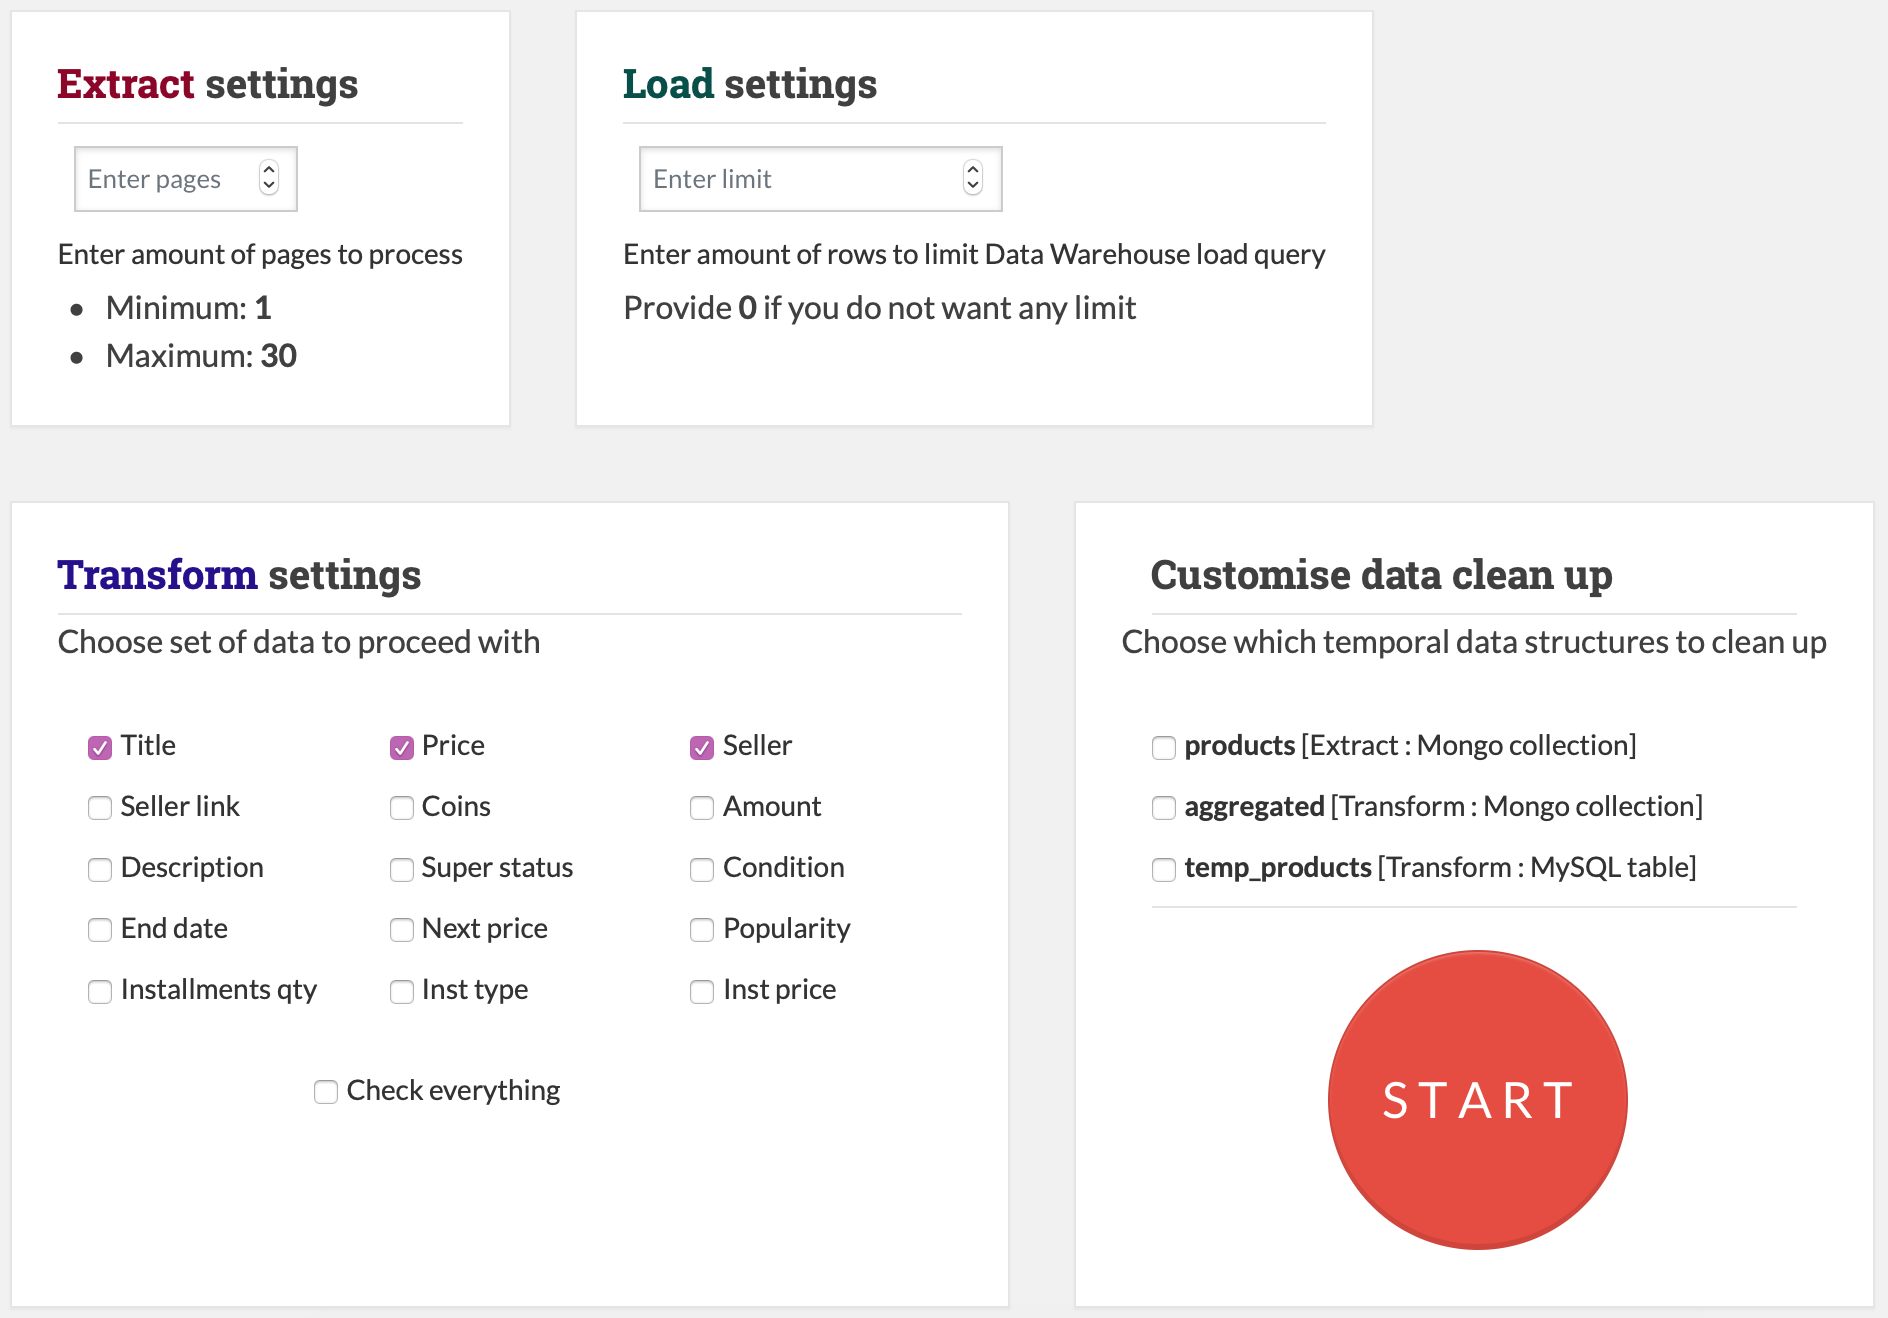 Extract settings
Enter pages
Enter amount of pages to process
• Minimum: 1
• Maximum: 30
Load settings
Enter limit
Enter amount of rows to limit Data Warehouse load query
Provide 0 if you do not want any limit
Transform settings
Choose set of data to proceed with
Title Price Seller
Seller link Coins Amount
Description Super status Condition
End date Next price Popularity
Installments qty Inst type Inst price
Check everything
Customise data clean up
Choose which temporal data structures to clean up
products [Extract : Mongo collection]
aggregated [Transform : Mongo collection]
temp_products [Transform : MySQL table]
START